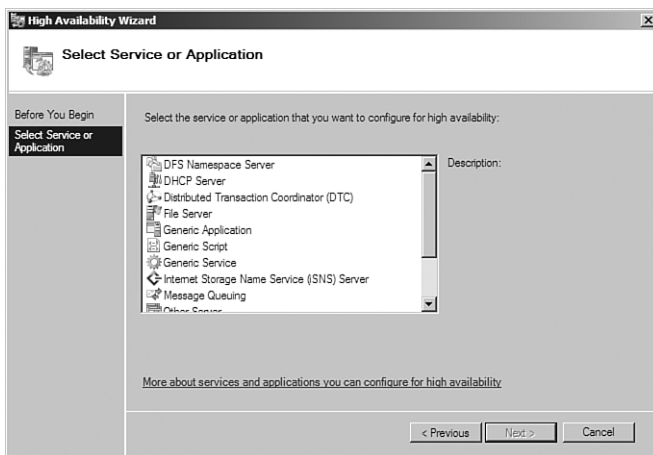 High Availability Wizard
Select Service or Application
Before You Begin
Select Service or
Application
Select the service or application that you want to configure for high availability:
DFS Namespace Server
DHCP Server
Distributed Transaction Coordinator (DTC)
File Server
Generic Application
Generic Script
Generic Service
Internet Storage Name Service (iSNS) Server
Message Queuing
Other Server
Description:
More about services and applications you can configure for high availability
< Previous
Next >
Cancel